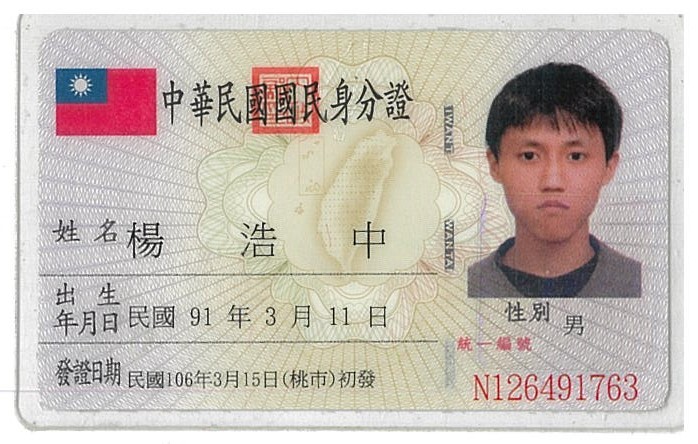 中華民國國民身分證
姓名 楊浩中
出生年月日 民國 91 年 3 月 11 日
性別 男
發證日期 民國106年3月15日(桃市)初發
統一編號
N126491763
TAIWAN
TAIWAN